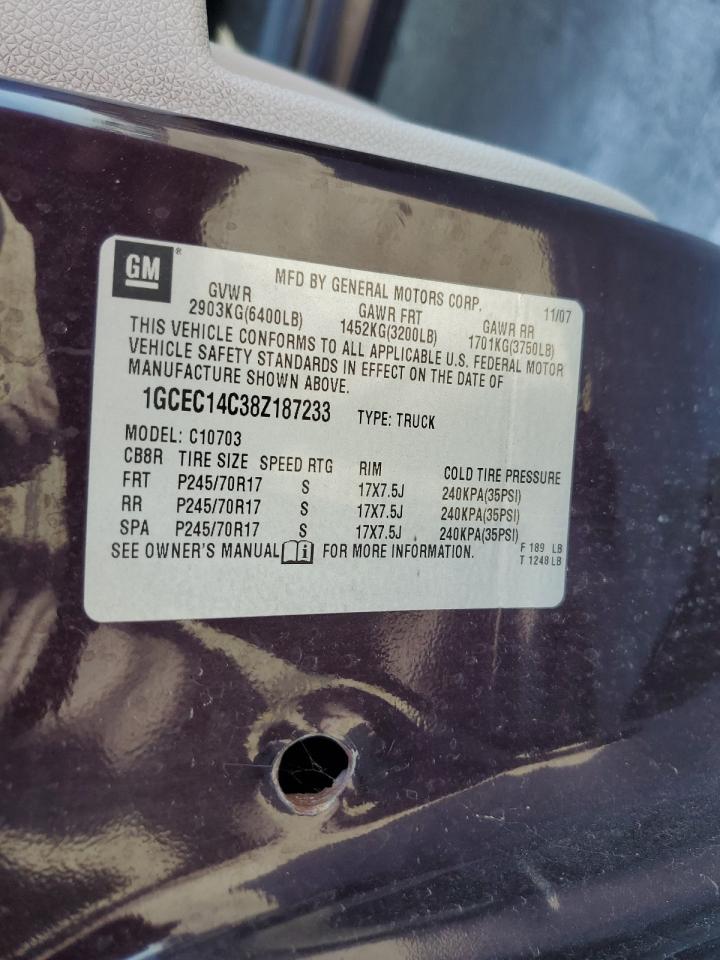 GM ®
MFD BY GENERAL MOTORS CORP. 11/07
GVWR GAWR FRT GAWR RR
2903KG(6400LB) 1452KG(3200LB) 1701KG(3750LB)
THIS VEHICLE CONFORMS TO ALL APPLICABLE U.S. FEDERAL MOTOR
VEHICLE SAFETY STANDARDS IN EFFECT ON THE DATE OF
MANUFACTURE SHOWN ABOVE.
1GCEC14C38Z187233 TYPE: TRUCK
MODEL: C10703
CB8R TIRE SIZE SPEED RTG RIM COLD TIRE PRESSURE
FRT P245/70R17 S 17X7.5J 240KPA(35PSI)
RR P245/70R17 S 17X7.5J 240KPA(35PSI)
SPA P245/70R17 S 17X7.5J 240KPA(35PSI)
SEE OWNER'S MANUAL FOR MORE INFORMATION.
F 189 LB
T 1248 LB